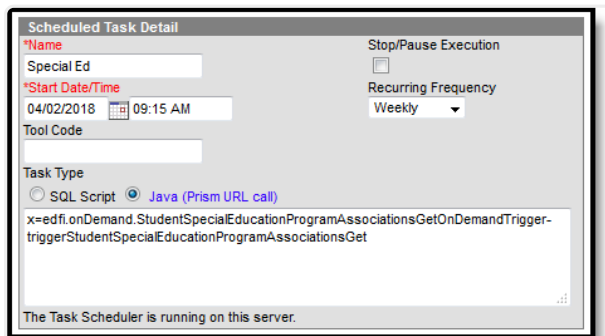 Scheduled Task Detail
*Name Stop/Pause Execution
Special Ed
*Start Date/Time Recurring Frequency
04/02/2018 09:15 AM Weekly
Tool Code
Task Type
SQL Script Java (Prism URL call)
x=edfi.onDemand.StudentSpecialEducationProgramAssociationsGetOnDemandTrigger-
triggerStudentSpecialEducationProgramAssociationsGet
The Task Scheduler is running on this server.